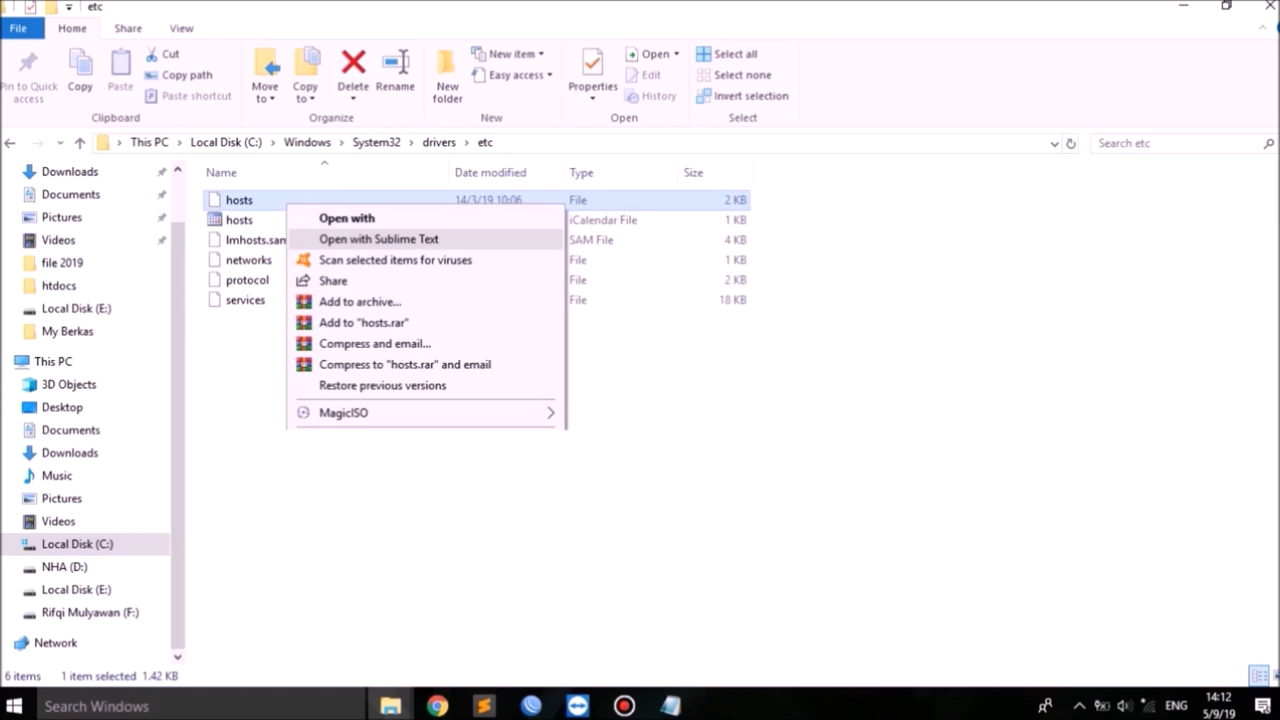 etc
File Home Share View
Pin to Quick access
Copy
Paste
Cut
Copy path
Paste shortcut
Move to
Copy to
Delete
Rename
New folder
New item
Easy access
Properties
Open
Edit
History
Select all
Select none
Invert selection
Clipboard Organize New Open Select
This PC > Local Disk (C:) > Windows > System32 > drivers > etc
Search etc
Name Date modified Type Size
Downloads
Documents
Pictures
Videos
file 2019
htdocs
Local Disk (E:)
My Berkas
This PC
3D Objects
Desktop
Documents
Downloads
Music
Pictures
Videos
Local Disk (C:)
NHA (D:)
Local Disk (E:)
Rifqi Mulyawan (F:)
Network
hosts 14/3/19 10:06 File 2 KB
hosts iCalendar File 1 KB
lmhosts.sam SAM File 4 KB
networks File 1 KB
protocol File 2 KB
services File 18 KB
Open with
Open with Sublime Text
Scan selected items for viruses
Share
Add to archive...
Add to "hosts.rar"
Compress and email...
Compress to "hosts.rar" and email
Restore previous versions
MagicISO
6 items 1 item selected 1.42 KB
Search Windows
ENG
14:12
5/9/19